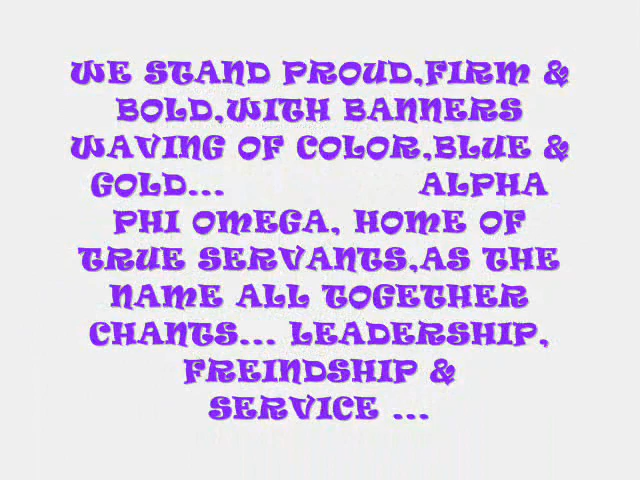 WE STAND PROUD,FIRM &
BOLD,WITH BANNERS
WAVING OF COLOR,BLUE &
GOLD... ALPHA
PHI OMEGA, HOME OF
TRUE SERVANTS,AS THE
NAME ALL TOGETHER
CHANTS... LEADERSHIP,
FREINDSHIP &
SERVICE ...